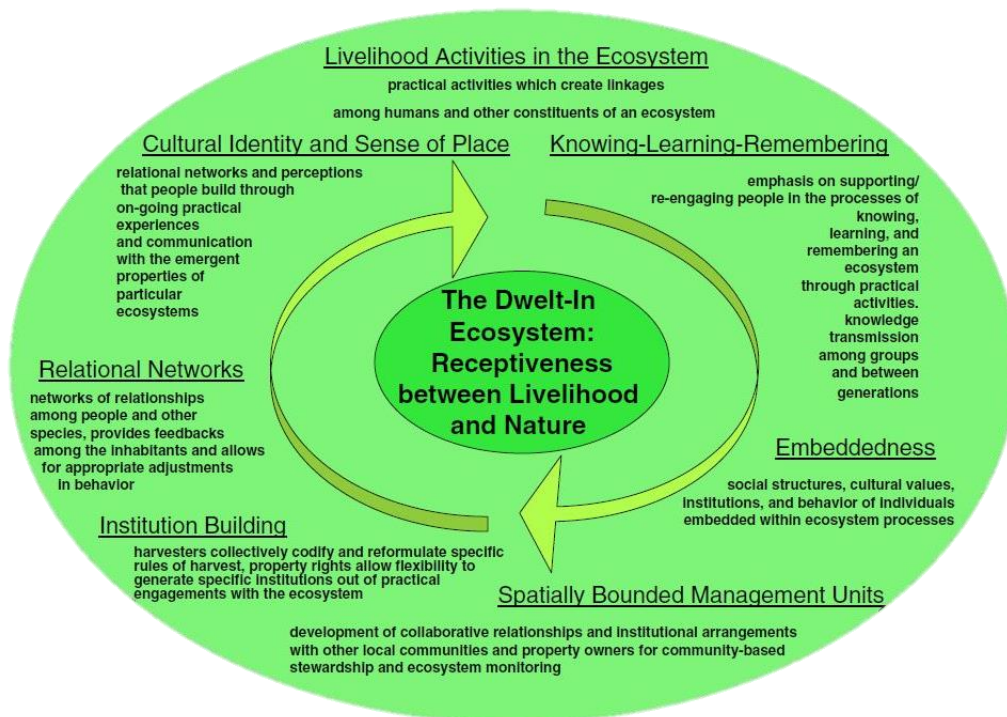 Livelihood Activities in the Ecosystem
practical activities which create linkages
among humans and other constituents of an ecosystem
Cultural Identity and Sense of Place
relational networks and perceptions
that people build through
on-going practical
experiences
and communication
with the emergent
properties of
particular
ecosystems
Knowing-Learning-Remembering
emphasis on supporting/
re-engaging people in the processes of
knowing,
learning, and
remembering an
ecosystem
through practical
activities.
knowledge
transmission
among groups
and between
generations
The Dwelt-In
Ecosystem:
Receptiveness
between Livelihood
and Nature
Relational Networks
networks of relationships
among people and other
species, provides feedbacks
among the inhabitants and allows
for appropriate adjustments
in behavior
Embeddedness
social structures, cultural values,
institutions, and behavior of individuals
embedded within ecosystem processes
Institution Building
harvesters collectively codify and reformulate specific
rules of harvest, property rights allow flexibility to
generate specific institutions out of practical
engagements with the ecosystem
Spatially Bounded Management Units
development of collaborative relationships and institutional arrangements
with other local communities and property owners for community-based
stewardship and ecosystem monitoring